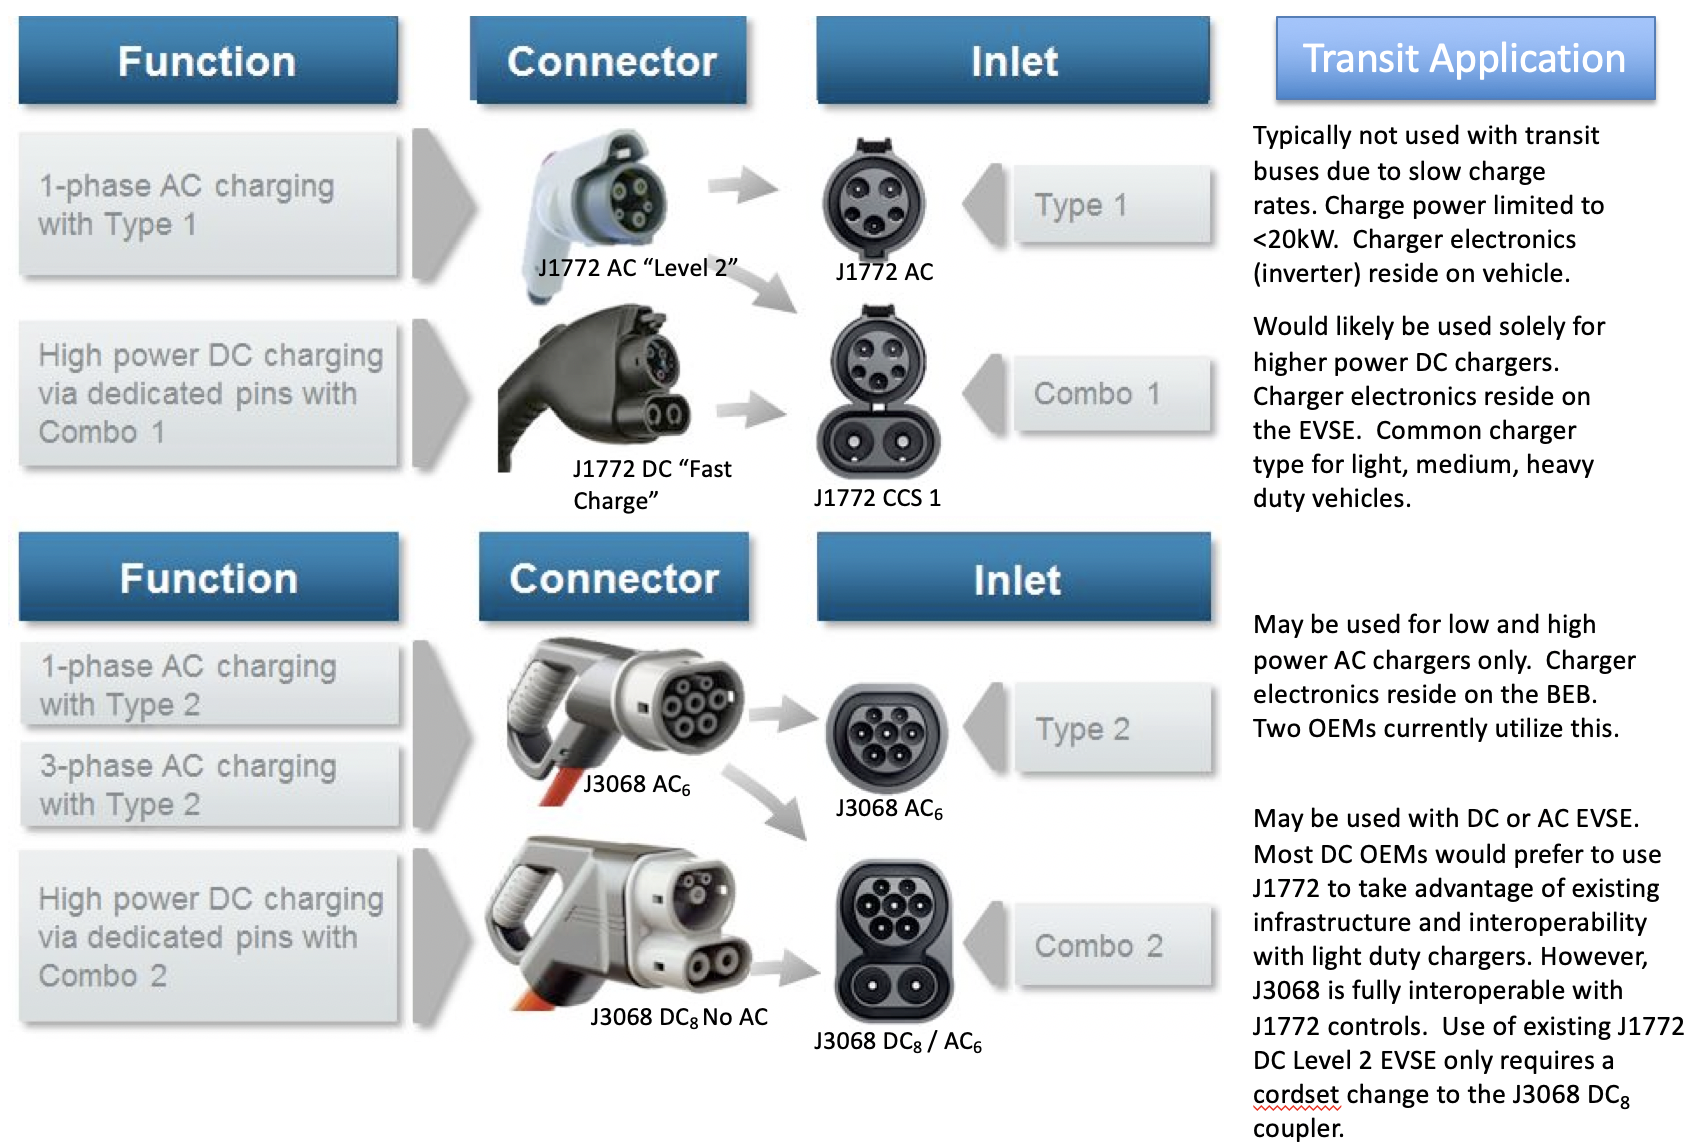 Function
Connector
Inlet
Transit Application
1-phase AC charging
with Type 1
J1772 AC “Level 2”
J1772 AC
Type 1
Typically not used with transit
buses due to slow charge
rates. Charge power limited to
<20kW.  Charger electronics
(inverter) reside on vehicle.
High power DC charging
via dedicated pins with
Combo 1
J1772 DC “Fast
Charge”
J1772 CCS 1
Combo 1
Would likely be used solely for
higher power DC chargers.
Charger electronics reside on
the EVSE.  Common charger
type for light, medium, heavy
duty vehicles.
Function
Connector
Inlet
1-phase AC charging
with Type 2
3-phase AC charging
with Type 2
J3068 AC₆
J3068 AC₆
Type 2
May be used for low and high
power AC chargers only.  Charger
electronics reside on the BEB.
Two OEMs currently utilize this.
High power DC charging
via dedicated pins with
Combo 2
J3068 DC₈ No AC
J3068 DC₈ / AC₆
Combo 2
May be used with DC or AC EVSE.
Most DC OEMs would prefer to use
J1772 to take advantage of existing
infrastructure and interoperability
with light duty chargers. However,
J3068 is fully interoperable with
J1772 controls.  Use of existing J1772
DC Level 2 EVSE only requires a
cordset change to the J3068 DC₈
coupler.